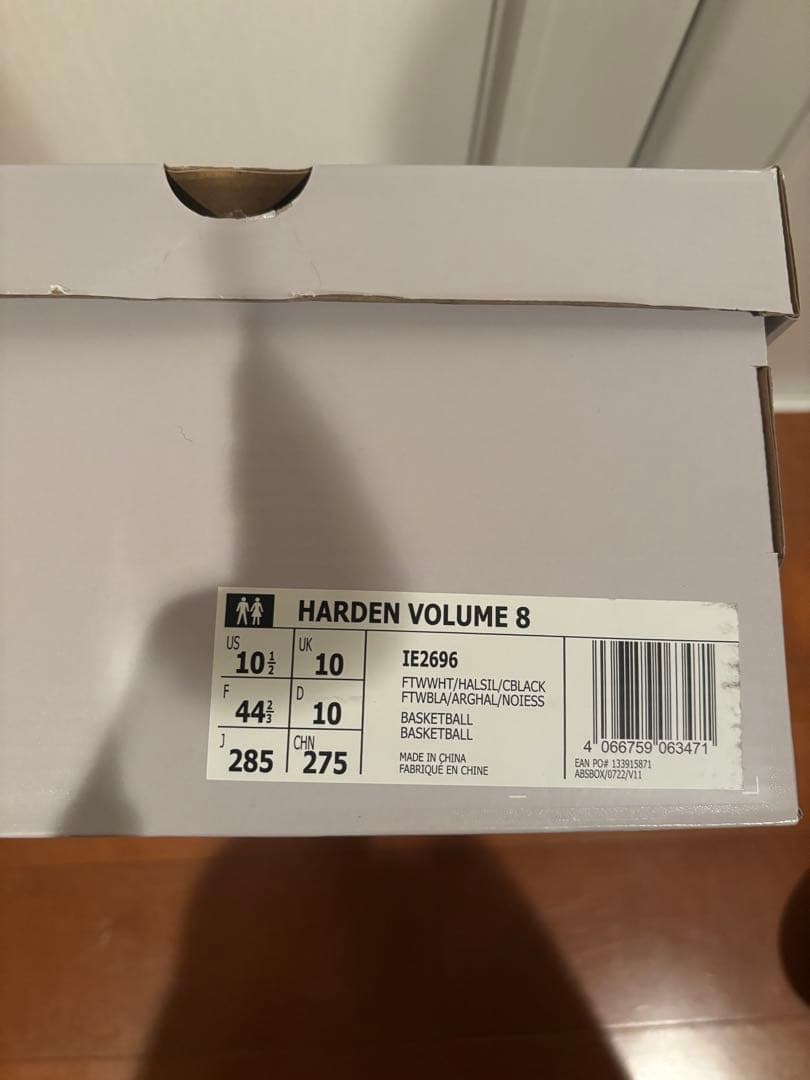 HARDEN VOLUME 8
US 10½ UK 10
F 44⅔ D 10
J 285 CHN 275
IE2696
FTWWHT/HALSIL/CBLACK
FTWBLA/ARGHAL/NOIESS
BASKETBALL
BASKETBALL
MADE IN CHINA
FABRIQUÉ EN CHINE
4 066759 063471
EAN PO# 133915871
ABSBOX/0722/V11